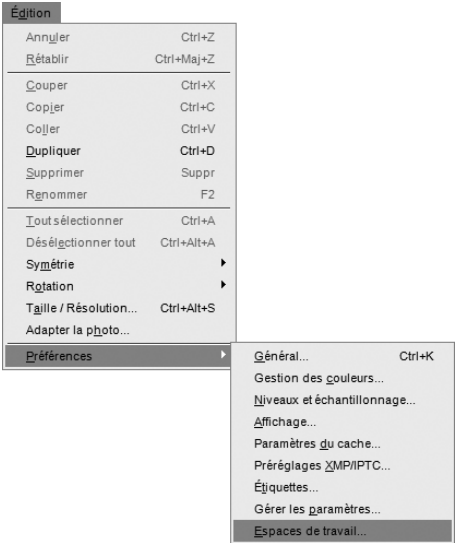 Édition
Annuler Ctrl+Z
Rétablir Ctrl+Maj+Z
Couper Ctrl+X
Copier Ctrl+C
Coller Ctrl+V
Dupliquer Ctrl+D
Supprimer Suppr
Renommer F2
Tout sélectionner Ctrl+A
Désélectionner tout Ctrl+Alt+A
Symétrie
Rotation
Taille / Résolution... Ctrl+Alt+S
Adapter la photo...
Préférences
Général... Ctrl+K
Gestion des couleurs...
Niveaux et échantillonnage...
Affichage...
Paramètres du cache...
Préréglages XMP/IPTC...
Étiquettes...
Gérer les paramètres...
Espaces de travail...